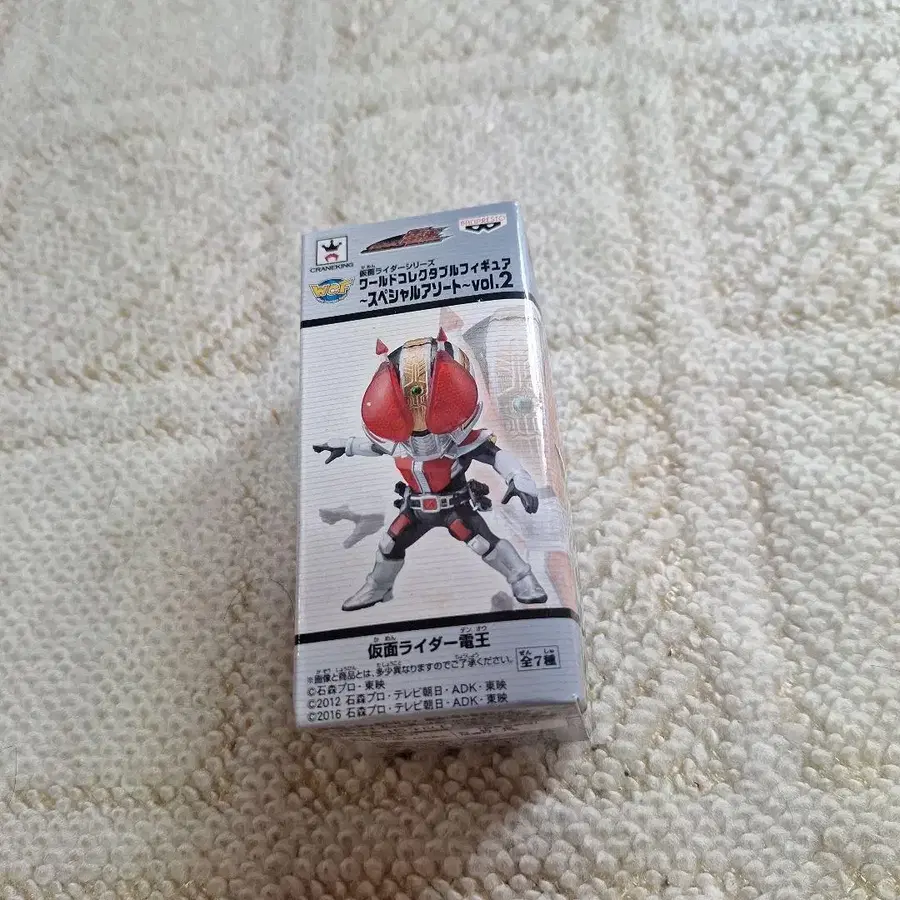 CRANEKING
BANPRESTO
WCF
仮面ライダーシリーズ
ワールドコレクタブルフィギュア
~スペシャルアソート~vol.2
仮面ライダー電王
※画像と商品とは、多少異なりますのでご了承ください。
全7種
©石森プロ・東映
©2012 石森プロ・テレビ朝日・ADK・東映
©2016 石森プロ・テレビ朝日・ADK・東映